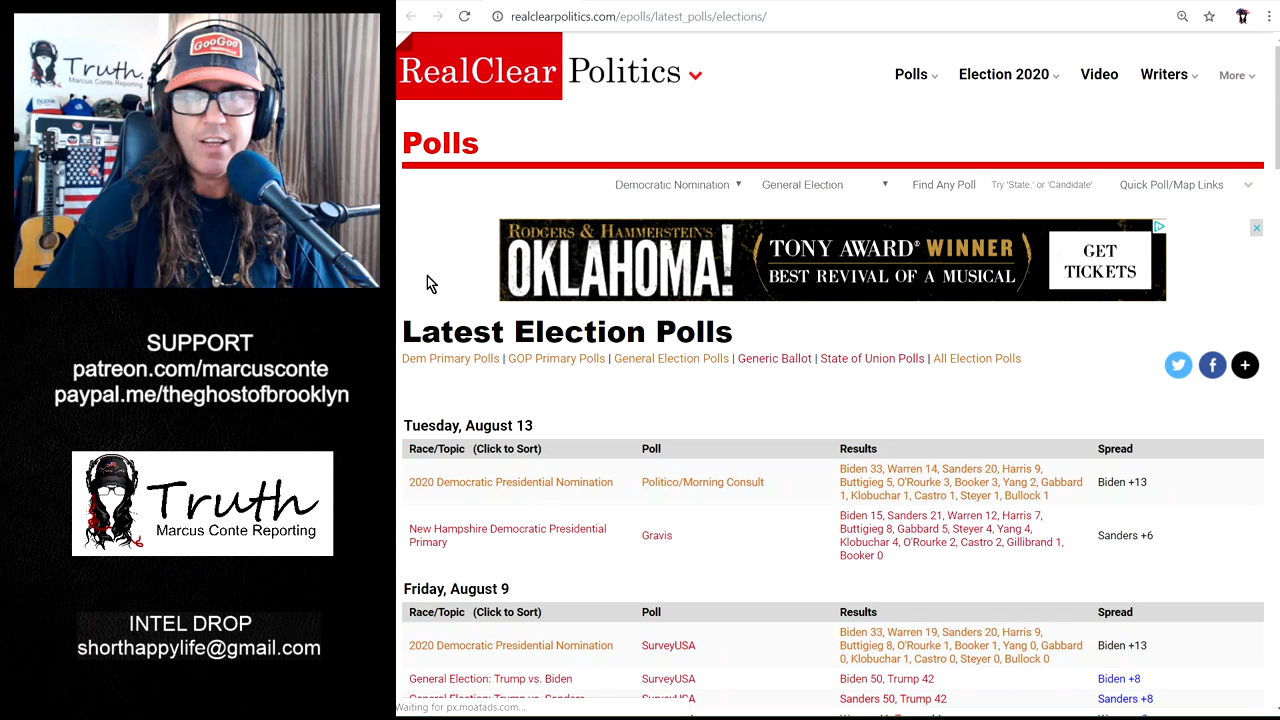 GooGoo
Truth.
Marcus Conte Reporting
SUPPORT
patreon.com/marcusconte
paypal.me/theghostofbrooklyn
Truth
Marcus Conte Reporting
INTEL DROP
shorthappylife@gmail.com
realclearpolitics.com/epolls/latest_polls/elections/
RealClear Politics
Polls
Election 2020
Video
Writers
More
Polls
Democratic Nomination
General Election
Find Any Poll
Try 'State,' or 'Candidate'
Quick Poll/Map Links
RODGERS & HAMMERSTEIN'S
OKLAHOMA!
TONY AWARD® WINNER
BEST REVIVAL OF A MUSICAL
GET
TICKETS
Latest Election Polls
Dem Primary Polls | GOP Primary Polls | General Election Polls | Generic Ballot | State of Union Polls | All Election Polls
Tuesday, August 13
Race/Topic (Click to Sort) Poll Results Spread
2020 Democratic Presidential Nomination
Politico/Morning Consult
Biden 33, Warren 14, Sanders 20, Harris 9,
Buttigieg 5, O'Rourke 3, Booker 3, Yang 2, Gabbard
1, Klobuchar 1, Castro 1, Steyer 1, Bullock 1
Biden +13
New Hampshire Democratic Presidential
Primary
Gravis
Biden 15, Sanders 21, Warren 12, Harris 7,
Buttigieg 8, Gabbard 5, Steyer 4, Yang 4,
Klobuchar 4, O'Rourke 2, Castro 2, Gillibrand 1,
Booker 0
Sanders +6
Friday, August 9
Race/Topic (Click to Sort) Poll Results Spread
2020 Democratic Presidential Nomination
SurveyUSA
Biden 33, Warren 19, Sanders 20, Harris 9,
Buttigieg 8, O'Rourke 1, Booker 1, Yang 0, Gabbard
0, Klobuchar 1, Castro 0, Steyer 0, Bullock 0
Biden +13
General Election: Trump vs. Biden SurveyUSA Biden 50, Trump 42 Biden +8
General Election: Trump vs. Sanders SurveyUSA Sanders 50, Trump 42 Sanders +8
Waiting for px.moatads.com...